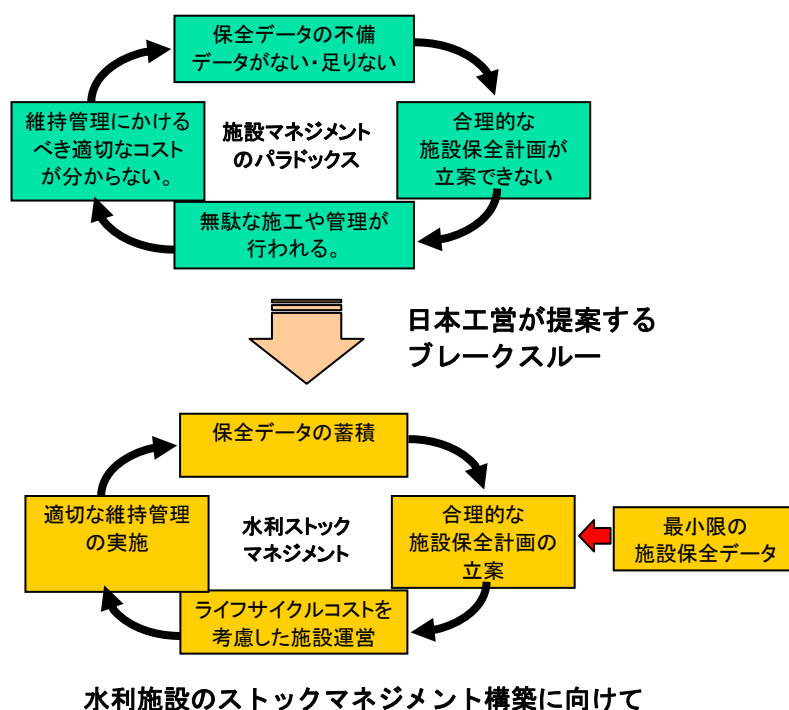 保全データの不備
データがない・足りない
維持管理にかける
べき適切なコスト
が分からない。
施設マネジメント
のパラドックス
合理的な
施設保全計画が
立案できない
無駄な施工や管理が
行われる。
日本工営が提案する
ブレークスルー
保全データの蓄積
適切な維持管理
の実施
水利ストック
マネジメント
合理的な
施設保全計画の
立案
最小限の
施設保全データ
ライフサイクルコストを
考慮した施設運営
水利施設のストックマネジメント構築に向けて